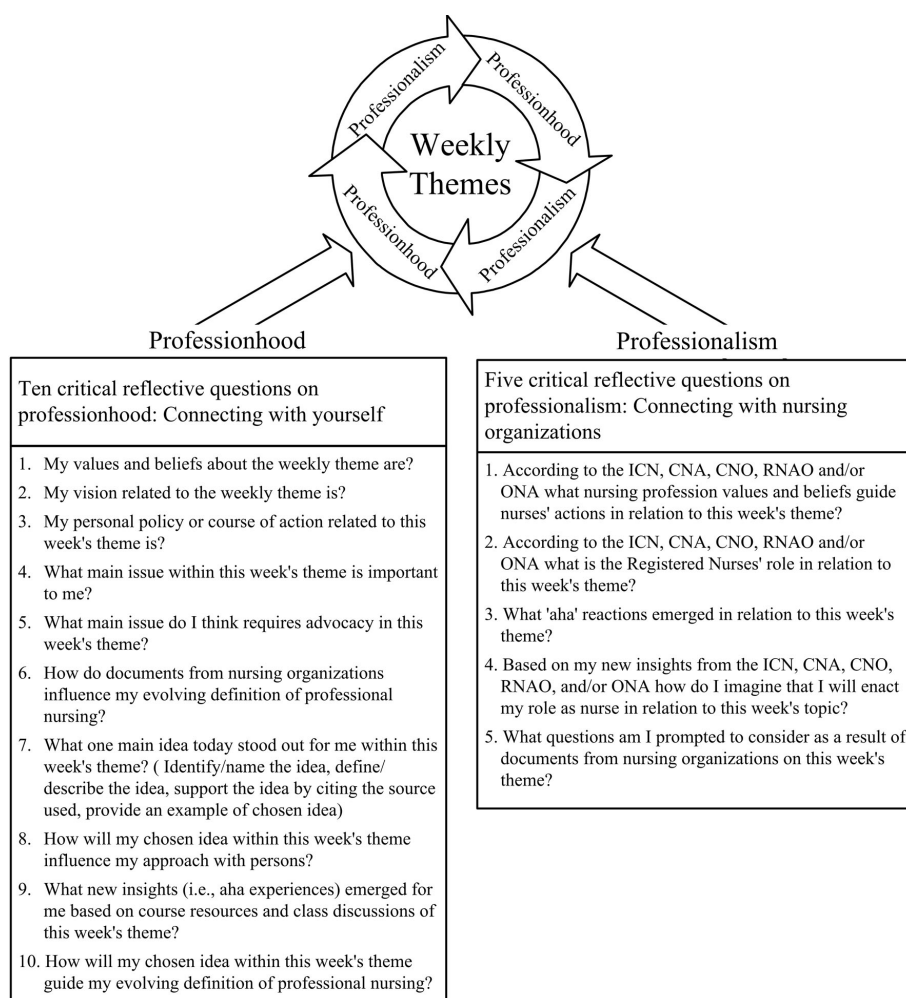 Professionalism
Professionhood
Weekly
Themes
Professionhood
Professionalism
Professionhood
Ten critical reflective questions on
professionhood: Connecting with yourself
1. My values and beliefs about the weekly theme are?
2. My vision related to the weekly theme is?
3. My personal policy or course of action related to this
week's theme is?
4. What main issue within this week's theme is important
to me?
5. What main issue do I think requires advocacy in this
week's theme?
6. How do documents from nursing organizations
influence my evolving definition of professional
nursing?
7. What one main idea today stood out for me within this
week's theme? ( Identify/name the idea, define/
describe the idea, support the idea by citing the source
used, provide an example of chosen idea)
8. How will my chosen idea within this week's theme
influence my approach with persons?
9. What new insights (i.e., aha experiences) emerged for
me based on course resources and class discussions of
this week's theme?
10. How will my chosen idea within this week's theme
guide my evolving definition of professional nursing?
Professionalism
Five critical reflective questions on
professionalism: Connecting with nursing
organizations
1. According to the ICN, CNA, CNO, RNAO and/or
ONA what nursing profession values and beliefs guide
nurses' actions in relation to this week's theme?
2. According to the ICN, CNA, CNO, RNAO and/or
ONA what is the Registered Nurses' role in relation to
this week's theme?
3. What 'aha' reactions emerged in relation to this week's
theme?
4. Based on my new insights from the ICN, CNA, CNO,
RNAO, and/or ONA how do I imagine that I will enact
my role as nurse in relation to this week's topic?
5. What questions am I prompted to consider as a result of
documents from nursing organizations on this week's
theme?